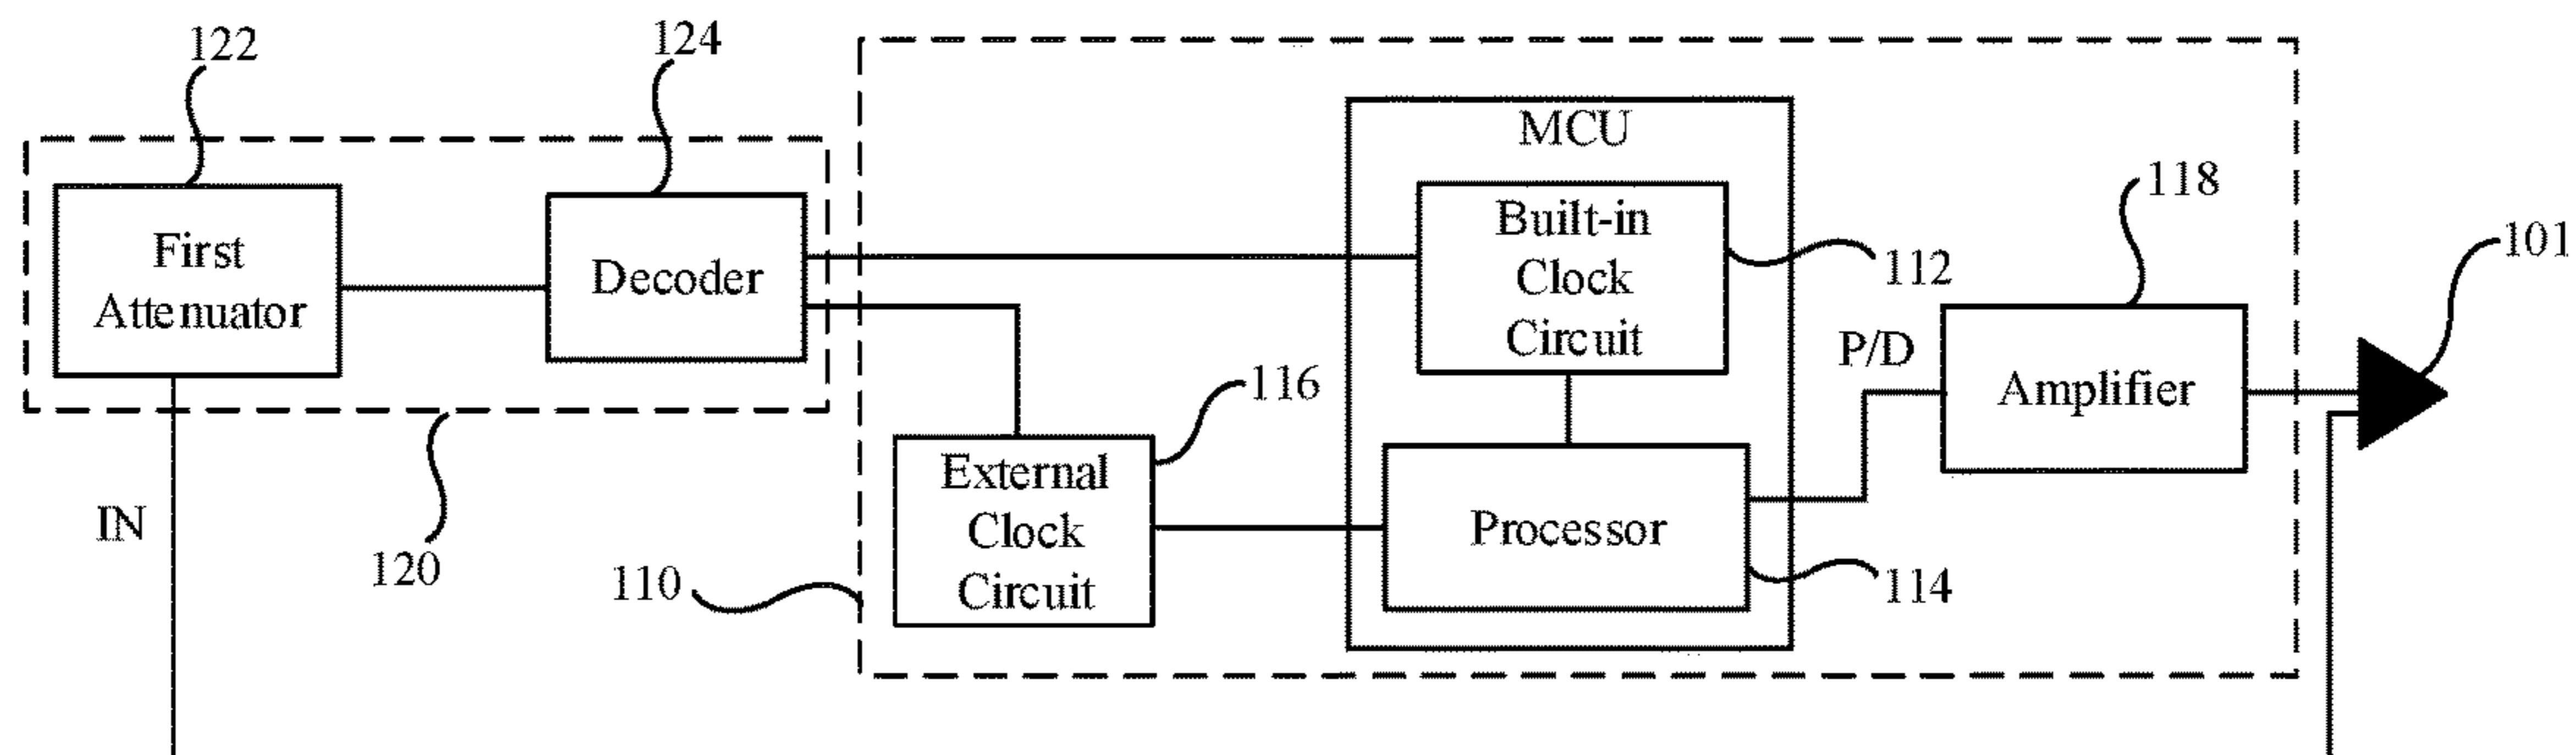 122
124
MCU
118
First
Attenuator
Decoder
Built-in
Clock
Circuit
112
101
P/D
116
Amplifier
External
Clock
Circuit
Processor
IN
120
110
114